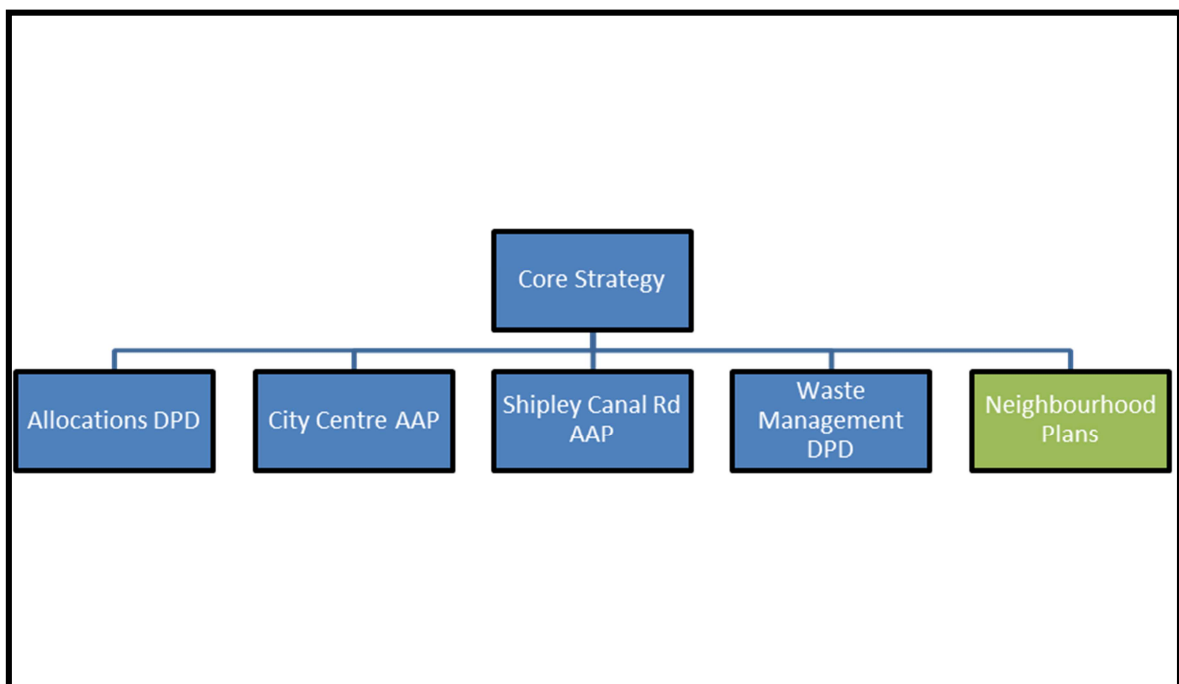 Core Strategy
Allocations DPD
City Centre AAP
Shipley Canal Rd
AAP
Waste
Management
DPD
Neighbourhood
Plans